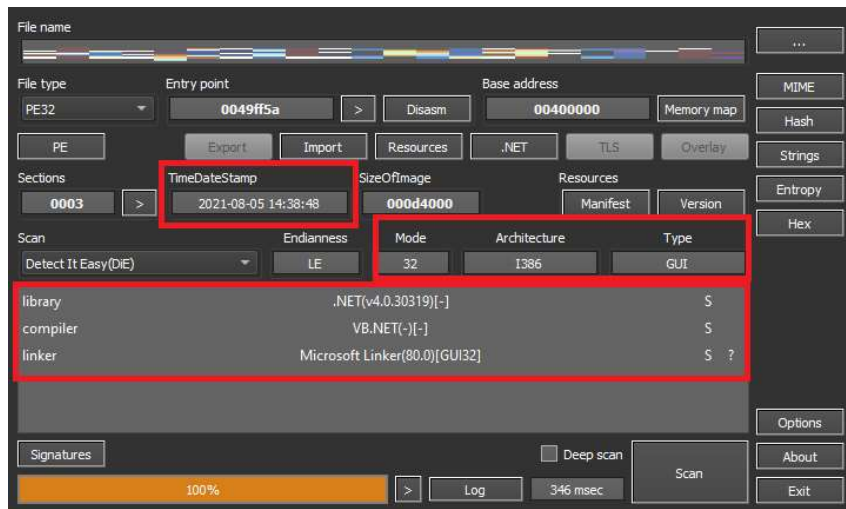 File name
...
File type Entry point Base address MIME
PE32 0049ff5a > Disasm 00400000 Memory map
Hash
PE Export Import Resources .NET TLS Overlay
Strings
Sections TimeDateStamp SizeOfImage Resources
Entropy
0003 > 2021-08-05 14:38:48 000d4000 Manifest Version
Hex
Scan Endianness Mode Architecture Type
Detect It Easy(DiE) LE 32 I386 GUI
library .NET(v4.0.30319)[-] S
compiler VB.NET(-)[-] S
linker Microsoft Linker(80.0)[GUI32] S ?
Options
Signatures Deep scan About
Scan
100% > Log 346 msec Exit